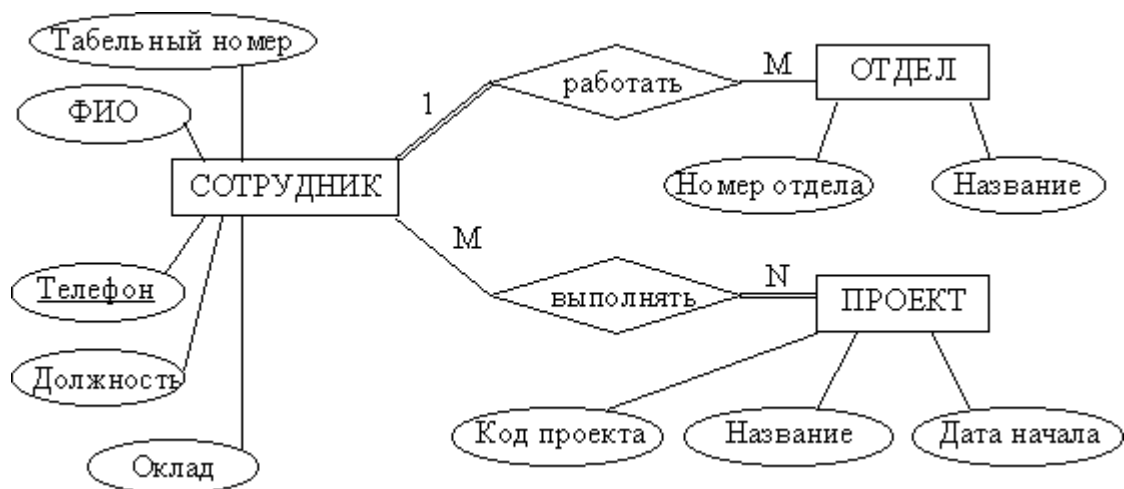 Табельный номер
ФИО
СОТРУДНИК
Телефон
Должность
Оклад
1
работать
M
ОТДЕЛ
Номер отдела
Название
M
выполнять
N
ПРОЕКТ
Код проекта
Название
Дата начала